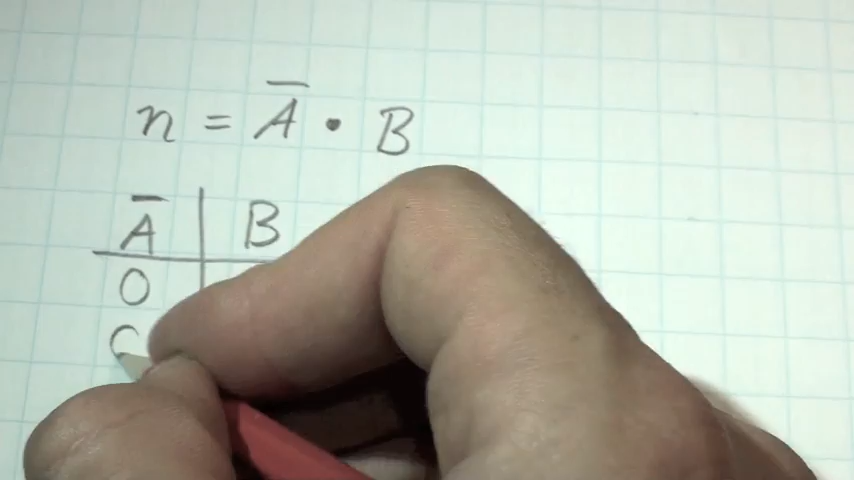 n = A̅ • B
A̅ | B
0